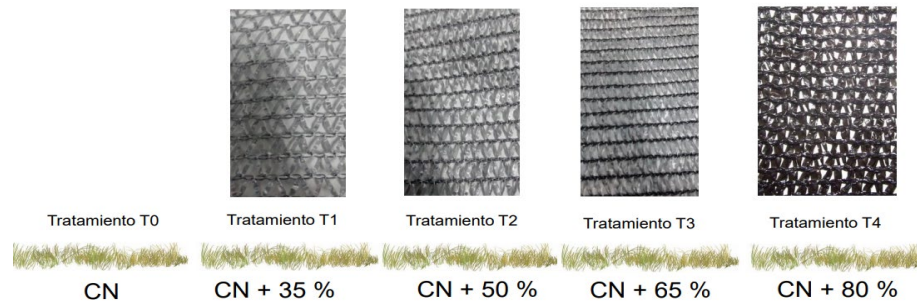 Tratamiento T0
Tratamiento T1
Tratamiento T2
Tratamiento T3
Tratamiento T4
CN
CN + 35 %
CN + 50 %
CN + 65 %
CN + 80 %